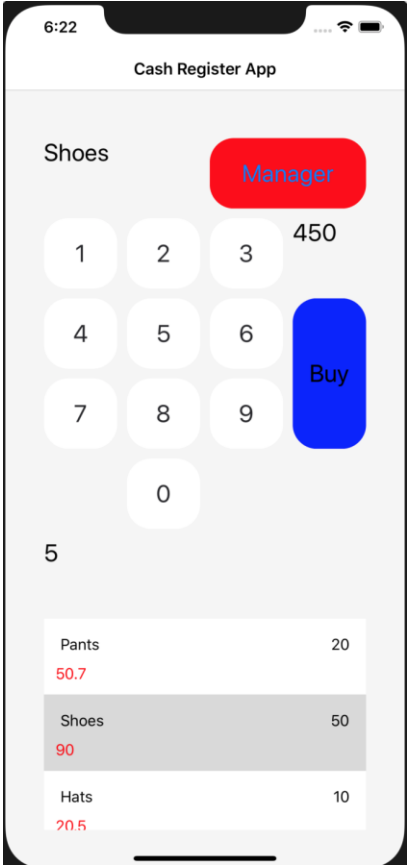 6:22
Cash Register App
Shoes
Manager
450
1 2 3
4 5 6
Buy
7 8 9
0
5
Pants 20
50.7
Shoes 50
90
Hats 10
20.5